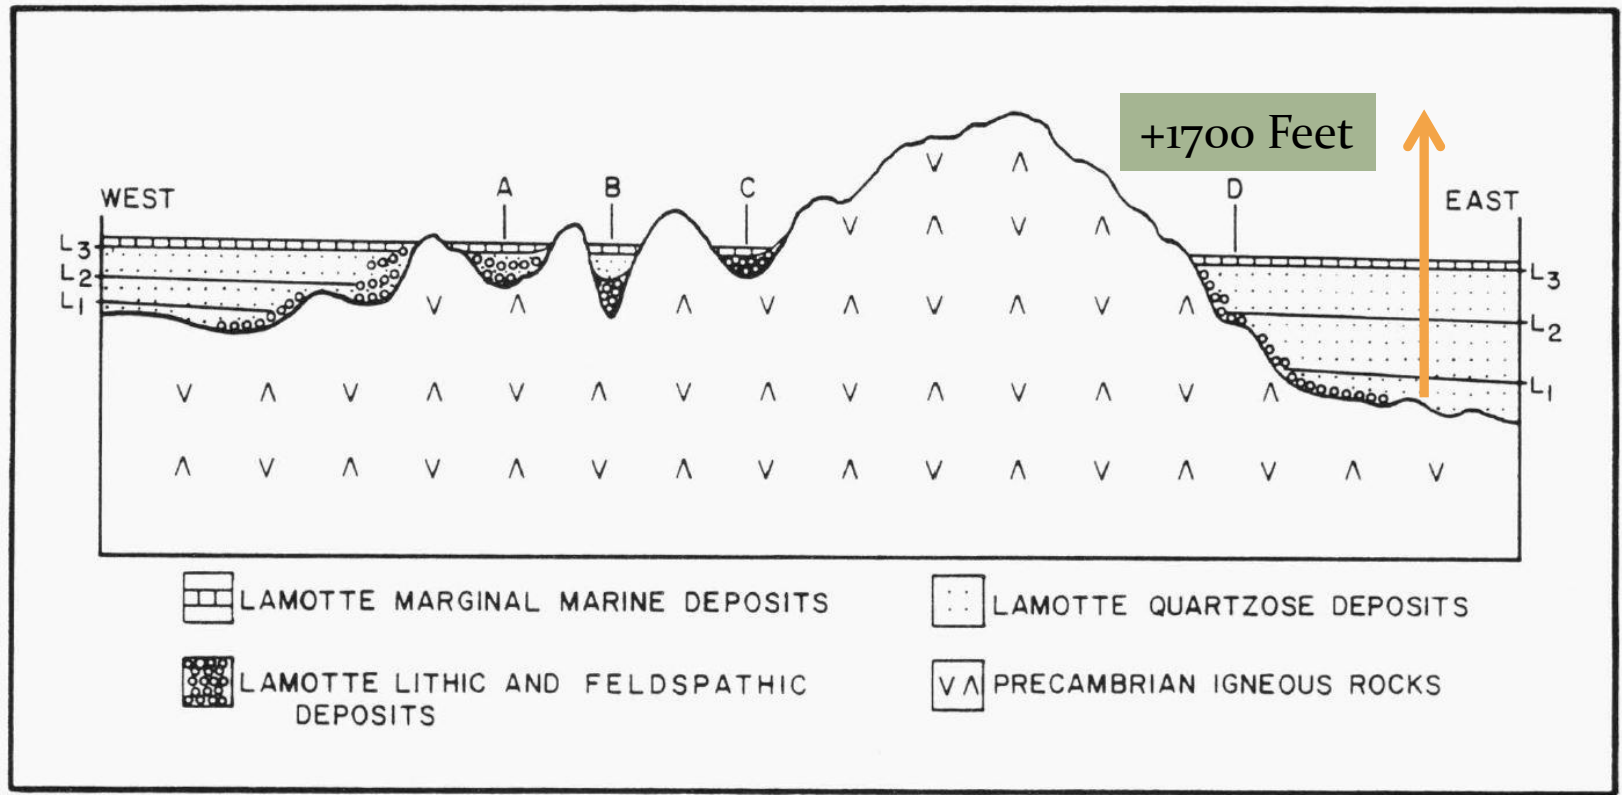 +1700 Feet
WEST
A
B
C
D
EAST
L3
L2
L1
L3
L2
L1
LAMOTTE MARGINAL MARINE DEPOSITS
LAMOTTE QUARTZOSE DEPOSITS
LAMOTTE LITHIC AND FELDSPATHIC
DEPOSITS
PRECAMBRIAN IGNEOUS ROCKS